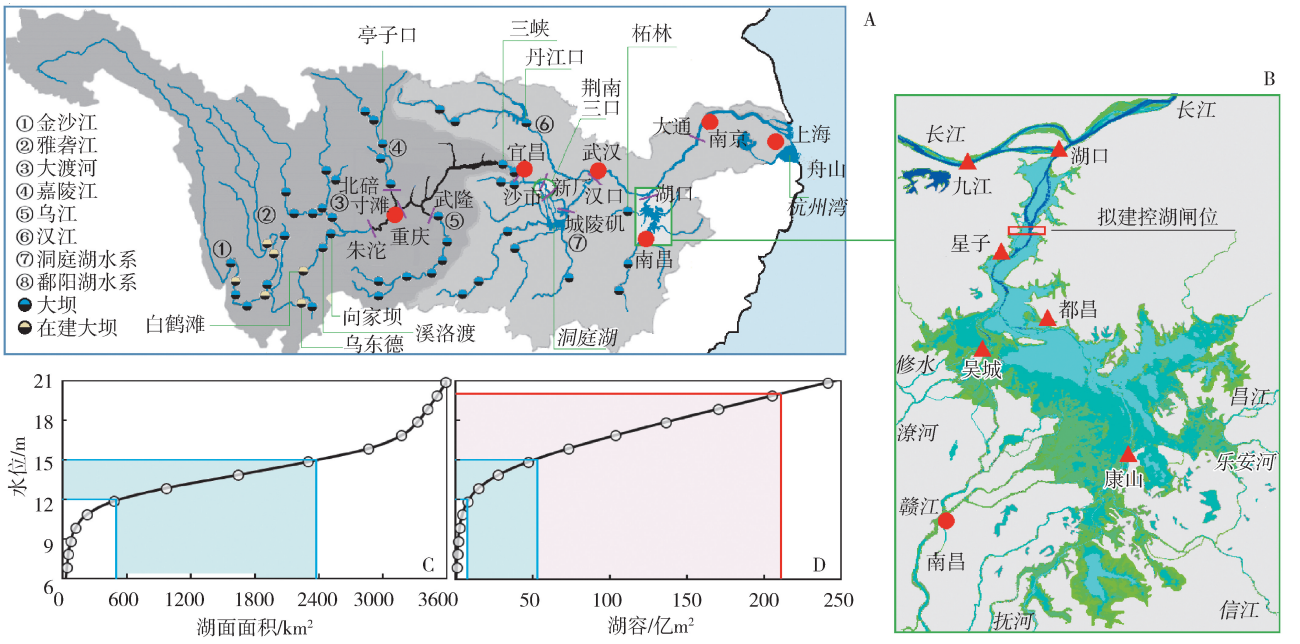 A
亭子口
三峡
丹江口
荆南
三口
柘林
①金沙江
②雅砻江
③大渡河
④嘉陵江
⑤乌江
⑥汉江
⑦洞庭湖水系
⑧鄱阳湖水系
大坝
在建大坝
④
⑥
北碚
寸滩
重庆
朱沱
武隆
⑤
宜昌
沙市
新厂
武汉
汉口
城陵矶
⑦
湖口
南昌
大通
南京
上海
舟山
杭州湾
①
②
③
白鹤滩
向家坝
乌东德
溪洛渡
洞庭湖
B
长江
长江
九江
湖口
拟建控湖闸位
星子
都昌
吴城
修水
潦河
昌江
乐安河
康山
赣江
南昌
抚河
信江
水位/m
21
18
15
12
9
6
C
0
600
1200
1800
2400
3000
3600
湖面面积/km²
D
50
100
150
200
250
湖容/亿m²